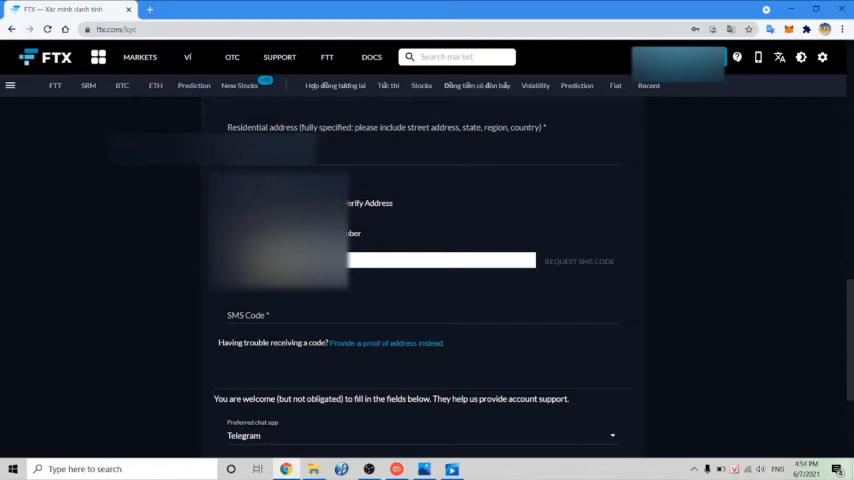 FTX — Xác minh danh tính
ftx.com/kyc
FTX MARKETS VÍ OTC SUPPORT FTT DOCS Search market
FTT SRM BTC ETH Prediction New Stocks Hợp đồng tương lai Tức thì Stocks Đồng tiền có đòn bẩy Volatility Prediction Fiat Recent
Residential address (fully specified: please include street address, state, region, country) *
erify Address
mber
REQUEST SMS CODE
SMS Code *
Having trouble receiving a code? Provide a proof of address instead.
You are welcome (but not obligated) to fill in the fields below. They help us provide account support.
Preferred chat app
Telegram
Type here to search
ENG
4:54 PM
6/7/2021